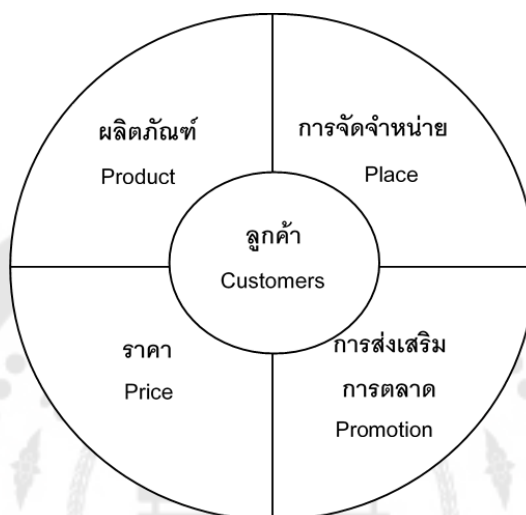 ผลิตภัณฑ์
Product
การจัดจำหน่าย
Place
ลูกค้า
Customers
ราคา
Price
การส่งเสริม
การตลาด
Promotion